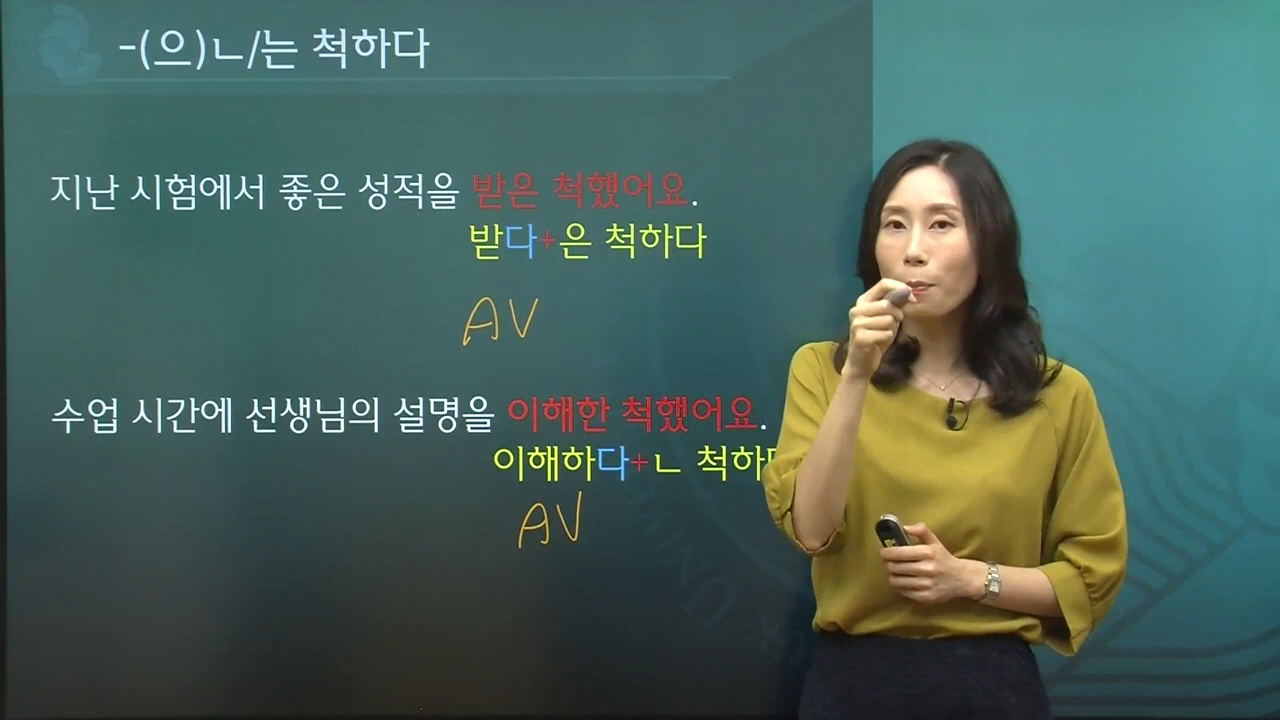 -(으)ㄴ/는 척하다
지난 시험에서 좋은 성적을 받은 척했어요.
받다+은 척하다
AV
수업 시간에 선생님의 설명을 이해한 척했어요.
이해하다+ㄴ 척하
AV